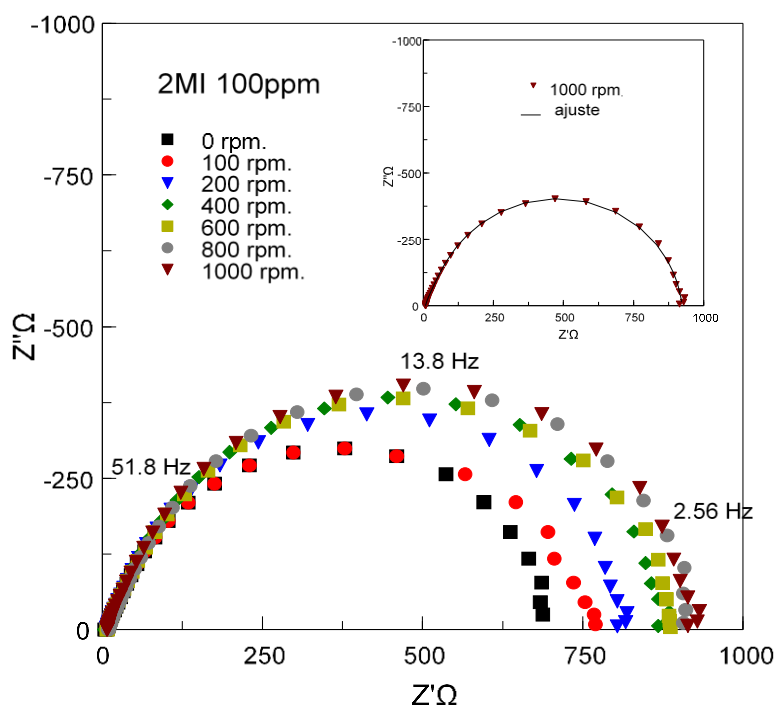 -1000
-750
-500
-250
0
Z''Ω
2MI 100ppm
0 rpm.
100 rpm.
200 rpm.
400 rpm.
600 rpm.
800 rpm.
1000 rpm.
-1000
-750
-500
-250
0
Z''Ω
1000 rpm.
ajuste
0
250
500
750
1000
Z'Ω
13.8 Hz
51.8 Hz
2.56 Hz
0
250
500
750
1000
Z'Ω